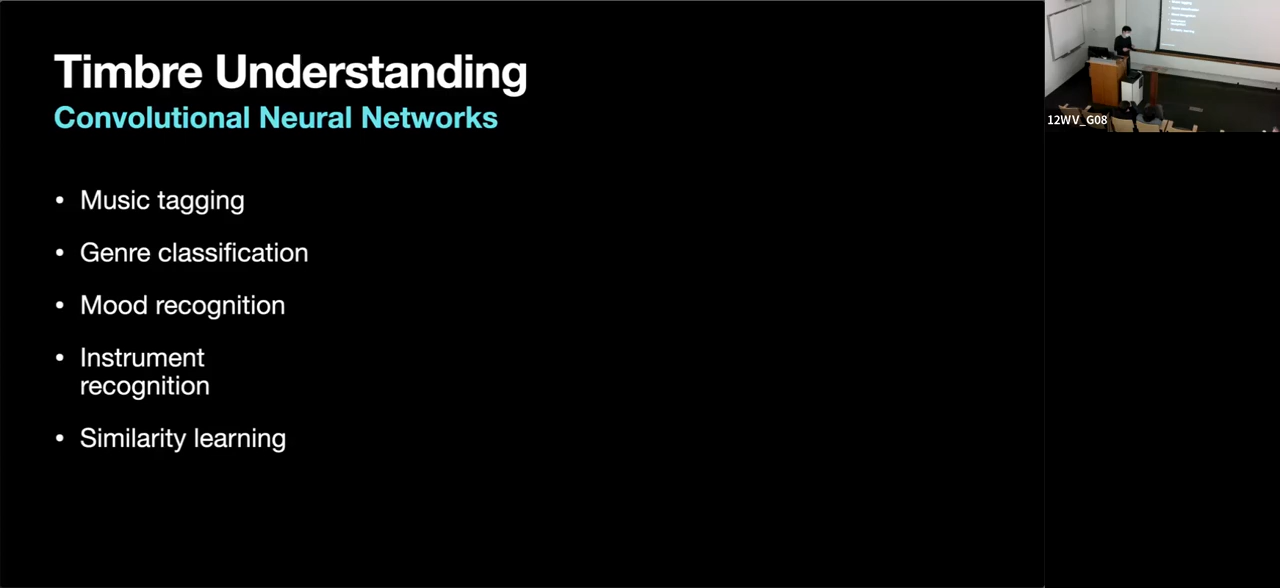 Timbre Understanding
Convolutional Neural Networks
• Music tagging
• Genre classification
• Mood recognition
• Instrument
recognition
• Similarity learning
12WV_G08